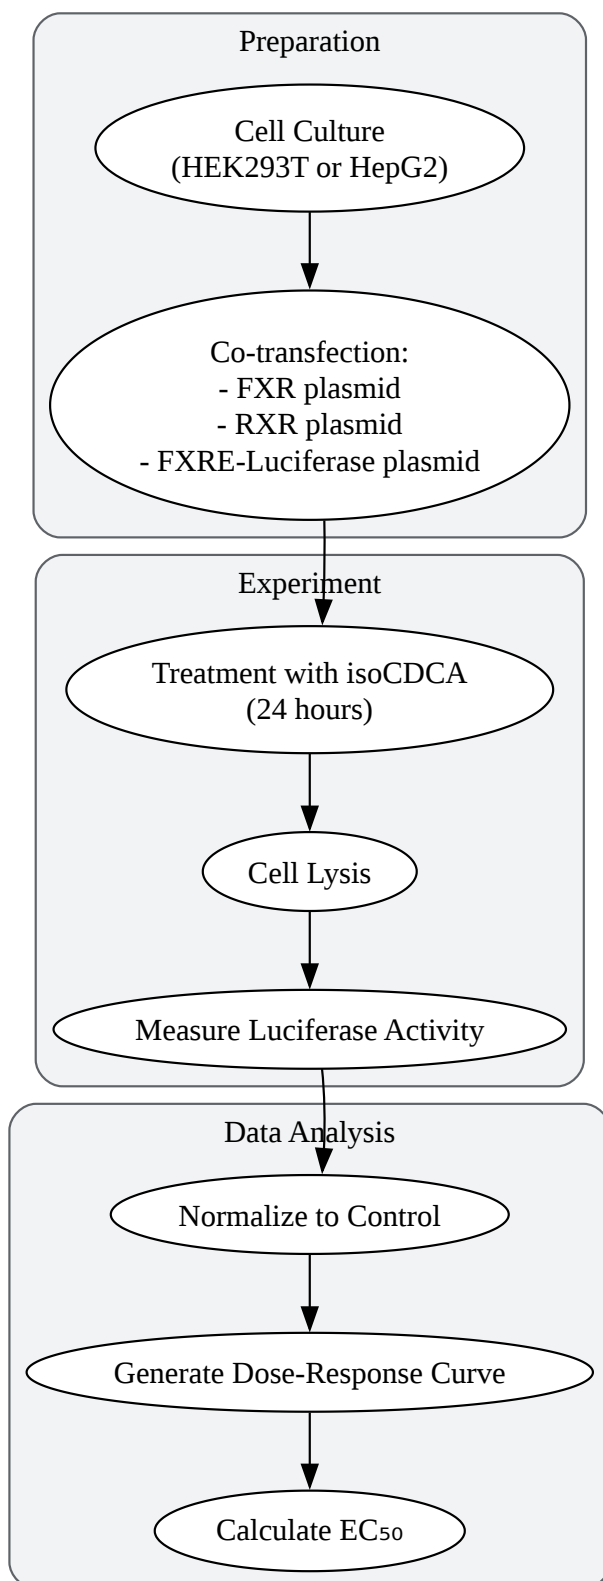 Preparation
Cell Culture
(HEK293T or HepG2)
Co-transfection:
- FXR plasmid
- RXR plasmid
- FXRE-Luciferase plasmid
Experiment
Treatment with isoCDCA
(24 hours)
Cell Lysis
Measure Luciferase Activity
Data Analysis
Normalize to Control
Generate Dose-Response Curve
Calculate EC₅₀